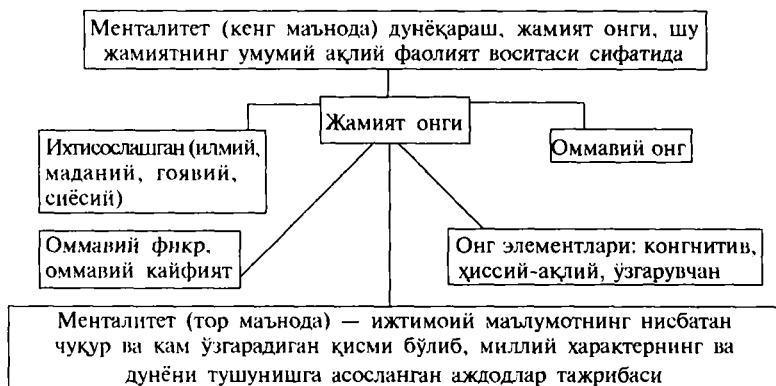 Менталитет (кенг маънода) дунёқараш, жамият онги, шу
жамиятнинг умумий ақлий фаолият воситаси сифатида
Жамият онги
Ихтисослашган (илмий,
маданий, ғоявий,
сиёсий)
Оммавий онг
Оммавий фикр,
оммавий кайфият
Онг элементлари: конгнитив,
ҳиссий-ақлий, ўзгарувчан
Менталитет (тор маънода) — ижтимоий маълумотнинг нисбатан
чуқур ва кам ўзгарадиган қисми бўлиб, миллий характернинг ва
дунёни тушунишга асосланган аждодлар тажрибаси